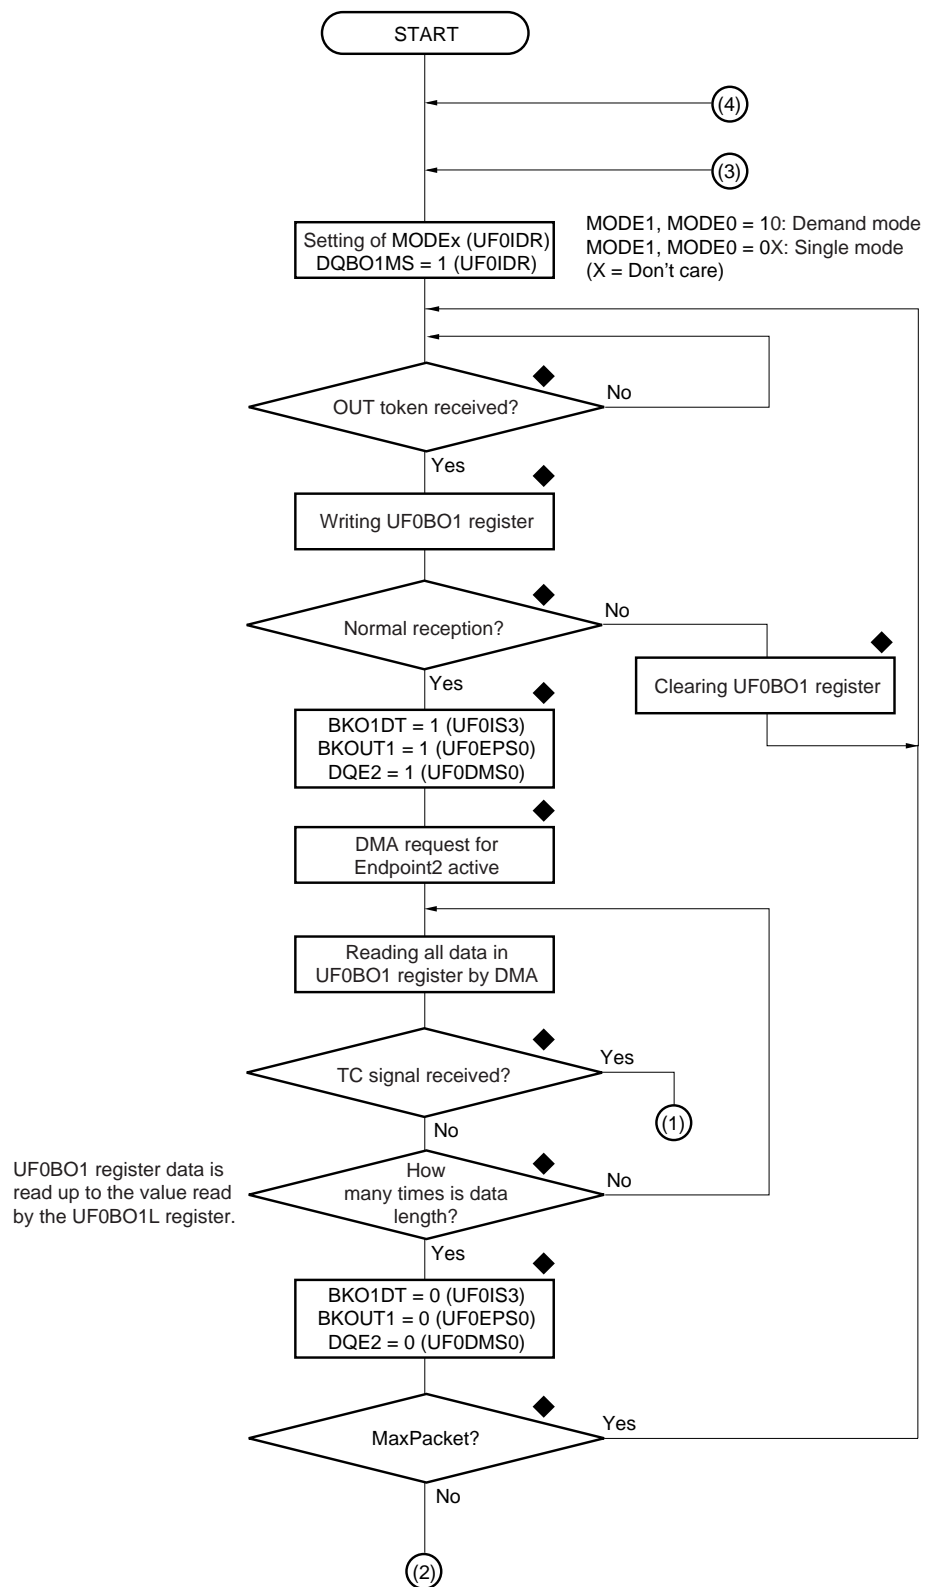 START
(4)
(3)
Setting of MODEx (UF0IDR)
DQBO1MS = 1 (UF0IDR)
MODE1, MODE0 = 10: Demand mode
MODE1, MODE0 = 0X: Single mode
(X = Don't care)
OUT token received?
No
Yes
Writing UF0BO1 register
Normal reception?
No
Yes
Clearing UF0BO1 register
BKO1DT = 1 (UF0IS3)
BKOUT1 = 1 (UF0EPS0)
DQE2 = 1 (UF0DMS0)
DMA request for
Endpoint2 active
Reading all data in
UF0BO1 register by DMA
TC signal received?
Yes
(1)
No
UF0BO1 register data is
read up to the value read
by the UF0BO1L register.
How
many times is data
length?
No
Yes
BKO1DT = 0 (UF0IS3)
BKOUT1 = 0 (UF0EPS0)
DQE2 = 0 (UF0DMS0)
MaxPacket?
Yes
No
(2)